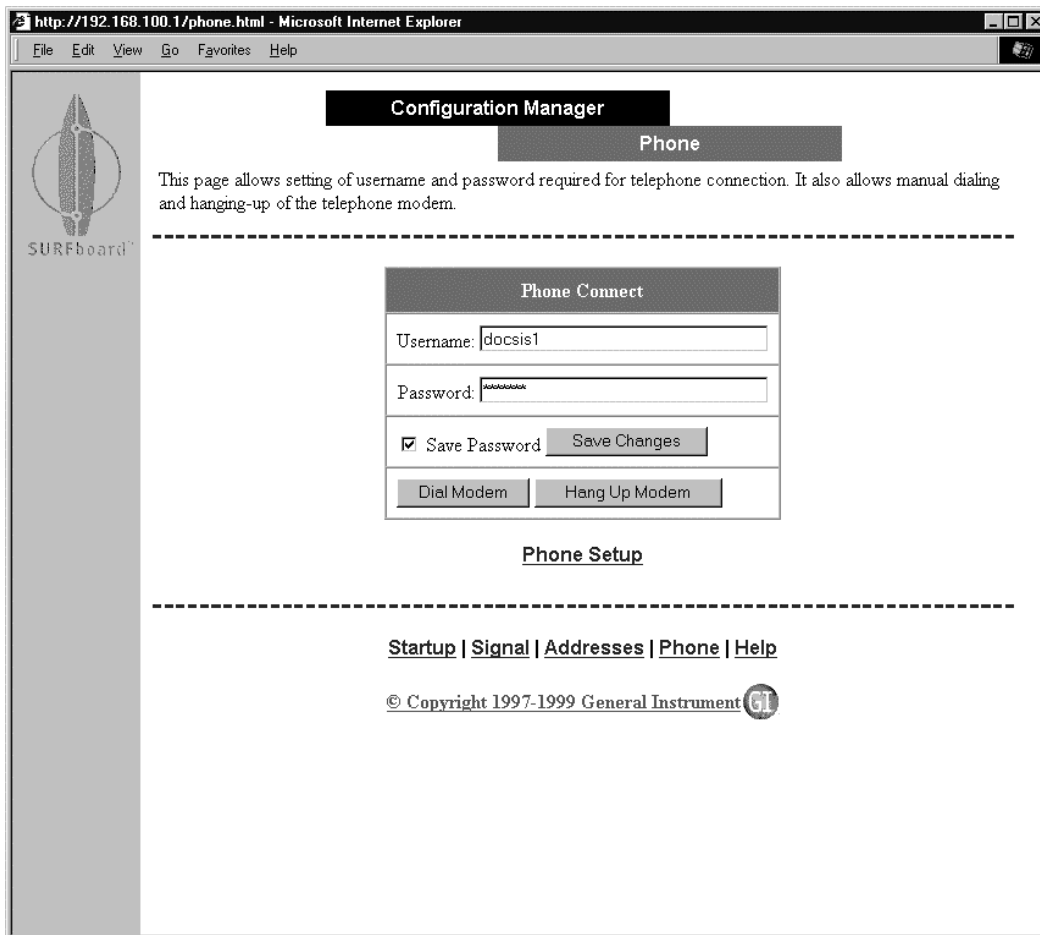 http://192.168.100.1/phone.html - Microsoft Internet Explorer
File Edit View Go Favorites Help
Configuration Manager
Phone
This page allows setting of username and password required for telephone connection. It also allows manual dialing
and hanging-up of the telephone modem.
SURFboard™
Phone Connect
Username: docsis1
Password: *******
Save Password Save Changes
Dial Modem Hang Up Modem
Phone Setup
Startup | Signal | Addresses | Phone | Help
© Copyright 1997-1999 General Instrument GI